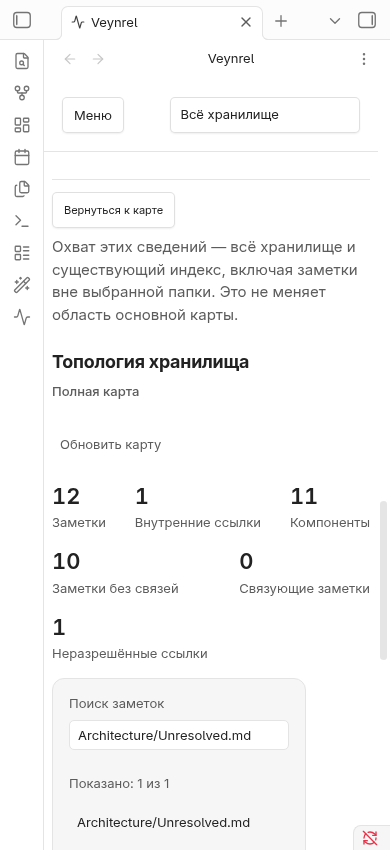 Veynrel
Veynrel
Меню
Всё хранилище
Вернуться к карте
Охват этих сведений — всё хранилище и
существующий индекс, включая заметки
вне выбранной папки. Это не меняет
область основной карты.
Топология хранилища
Полная карта
Обновить карту
12 1 11
Заметки Внутренние ссылки Компоненты
10 0
Заметки без связей Связующие заметки
1
Неразрешённые ссылки
Поиск заметок
Architecture/Unresolved.md
Показано: 1 из 1
Architecture/Unresolved.md